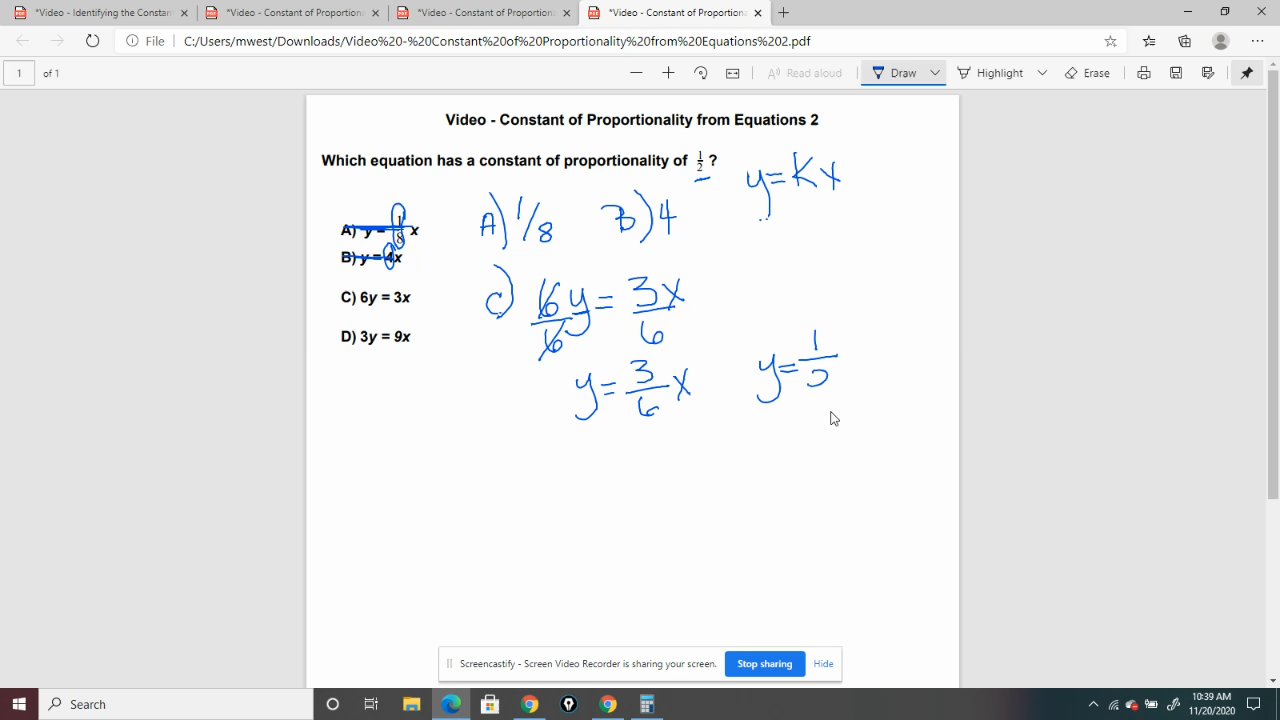 *Video - Identifying the Constan
*Video - Constant of Proportiona
*Video - Constant of Proportiona
*Video - Constant of Proportiona
File
C:/Users/mwest/Downloads/Video%20-%20Constant%20of%20Proportionality%20from%20Equations%202.pdf
1 of 1
Read aloud
Draw
Highlight
Erase
Video - Constant of Proportionality from Equations 2
Which equation has a constant of proportionality of 1/2 ?
y = Kx
A) y = 1/8 x
A) 1/8
B) 4
B) y = 4x
C) 6y = 3x
C) 6y/6 = 3x/6
D) 3y = 9x
y = 3/6 x
y = 1/2
Screencastify - Screen Video Recorder is sharing your screen.
Stop sharing
Hide
Search
10:39 AM
11/20/2020